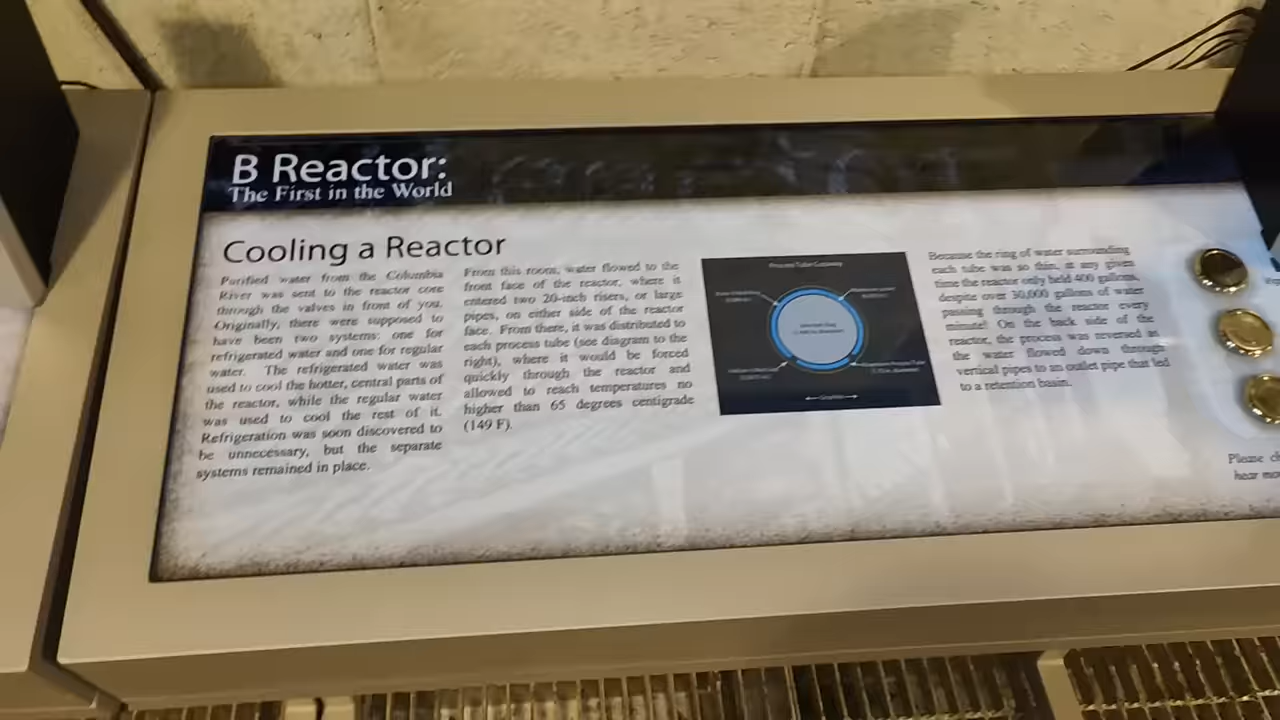 B Reactor:
The First in the World
Cooling a Reactor
Purified water from the Columbia
River was sent to the reactor core
through the valves in front of you.
Originally, there were supposed to
have been two systems: one for
refrigerated water and one for regular
water. The refrigerated water was
used to cool the hotter, central parts of
the reactor, while the regular water
was used to cool the rest of it.
Refrigeration was soon discovered to
be unnecessary, but the separate
systems remained in place.
From this room, water flowed to the
front face of the reactor, where it
entered two 20-inch risers, or large
pipes, on either side of the reactor
face. From there, it was distributed to
each process tube (see diagram to the
right), where it would be forced
quickly through the reactor and
allowed to reach temperatures no
higher than 65 degrees centigrade
(149 F).
Process Tube
Graphite
Because the ring of water surrounding
each tube was so thin, at any given
time the reactor only held 400 gallons,
despite over 30,000 gallons of water
passing through the reactor every
minute! On the back side of the
reactor, the process was reversed as
the water flowed down through
vertical pipes to an outlet pipe that led
to a retention basin.
Please
hear